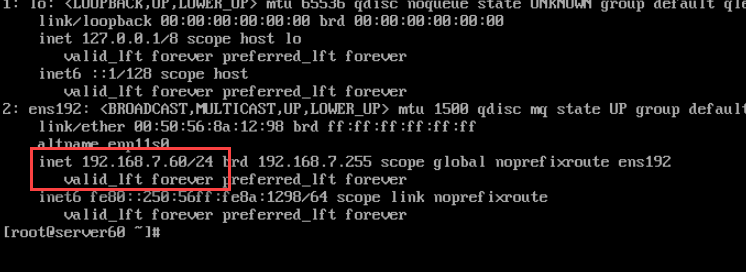 1: lo: <LOOPBACK,UP,LOWER_UP> mtu 65536 qdisc noqueue state UNKNOWN group default qle
link/loopback 00:00:00:00:00:00 brd 00:00:00:00:00:00
inet 127.0.0.1/8 scope host lo
valid_lft forever preferred_lft forever
inet6 ::1/128 scope host
valid_lft forever preferred_lft forever
2: ens192: <BROADCAST,MULTICAST,UP,LOWER_UP> mtu 1500 qdisc mq state UP group default
link/ether 00:50:56:8a:12:98 brd ff:ff:ff:ff:ff:ff
altname enp11s0
inet 192.168.7.60/24 brd 192.168.7.255 scope global noprefixroute ens192
valid_lft forever preferred_lft forever
inet6 fe80::250:56ff:fe8a:1298/64 scope link noprefixroute
valid_lft forever preferred_lft forever
[root@server60 ~]#